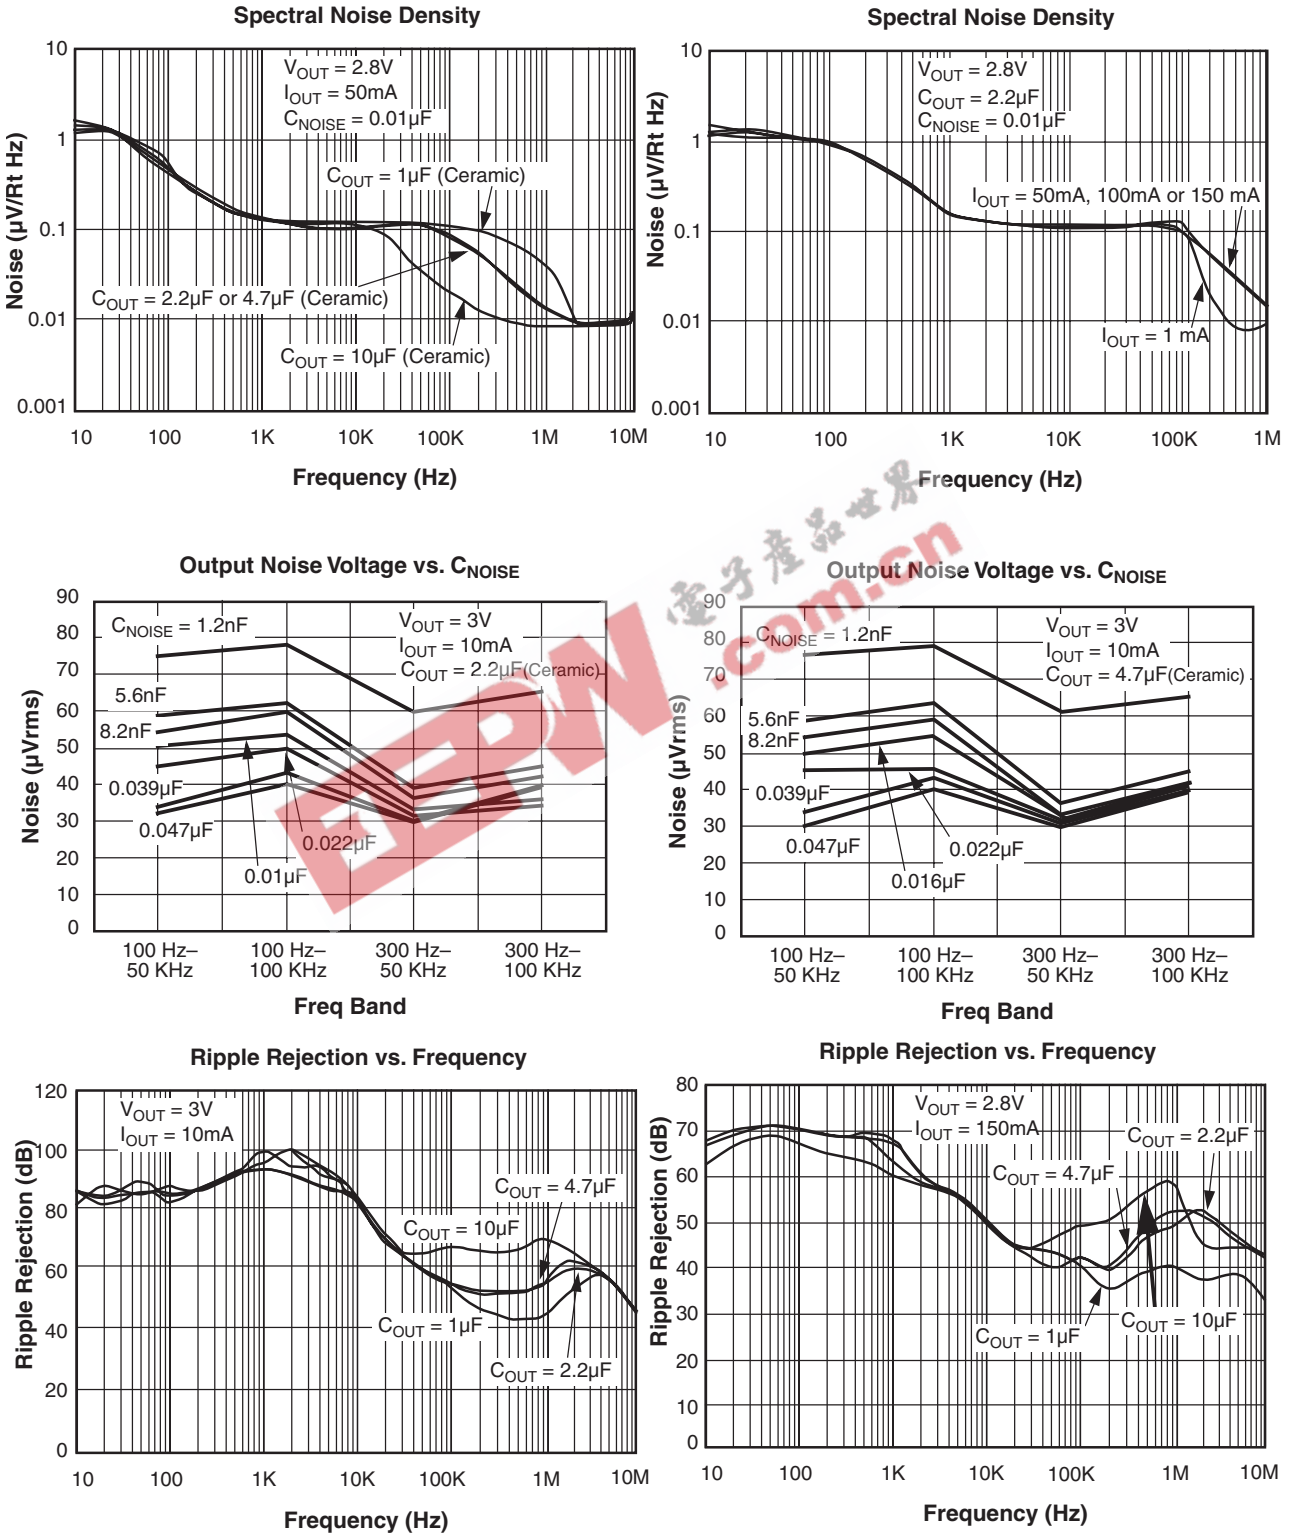 Spectral Noise Density
10
1
0.1
0.01
0.001
Noise (µV/Rt Hz)
VOUT = 2.8V
IOUT = 50mA
CNOISE = 0.01µF
COUT = 1µF (Ceramic)
COUT = 2.2µF or 4.7µF (Ceramic)
COUT = 10µF (Ceramic)
10 100 1K 10K 100K 1M 10M
Frequency (Hz)
Spectral Noise Density
10
1
0.1
0.01
0.001
Noise (µV/Rt Hz)
VOUT = 2.8V
COUT = 2.2µF
CNOISE = 0.01µF
IOUT = 50mA, 100mA or 150 mA
IOUT = 1 mA
10 100 1K 10K 100K 1M
Frequency (Hz)
電子產品世界
EEPW
.com.cn
Output Noise Voltage vs. CNOISE
90
80
70
60
50
40
30
20
10
0
Noise (µVrms)
CNOISE = 1.2nF
VOUT = 3V
IOUT = 10mA
COUT = 2.2µF(Ceramic)
5.6nF
8.2nF
0.039µF
0.047µF
0.022µF
0.01µF
100 Hz– 100 Hz– 300 Hz– 300 Hz–
50 KHz 100 KHz 50 KHz 100 KHz
Freq Band
Output Noise Voltage vs. CNOISE
90
80
70
60
50
40
30
20
10
0
Noise (µVrms)
CNOISE = 1.2nF
VOUT = 3V
IOUT = 10mA
COUT = 4.7µF(Ceramic)
5.6nF
8.2nF
0.039µF
0.047µF
0.022µF
0.016µF
100 Hz– 100 Hz– 300 Hz– 300 Hz–
50 KHz 100 KHz 50 KHz 100 KHz
Freq Band
Ripple Rejection vs. Frequency
120
100
80
60
40
20
0
Ripple Rejection (dB)
VOUT = 3V
IOUT = 10mA
COUT = 4.7µF
COUT = 10µF
COUT = 1µF
COUT = 2.2µF
10 100 1K 10K 100K 1M 10M
Frequency (Hz)
Ripple Rejection vs. Frequency
80
70
60
50
40
30
20
10
0
Ripple Rejection (dB)
VOUT = 2.8V
IOUT = 150mA
COUT = 2.2µF
COUT = 4.7µF
COUT = 10µF
COUT = 1µF
10 100 1K 10K 100K 1M 10M
Frequency (Hz)